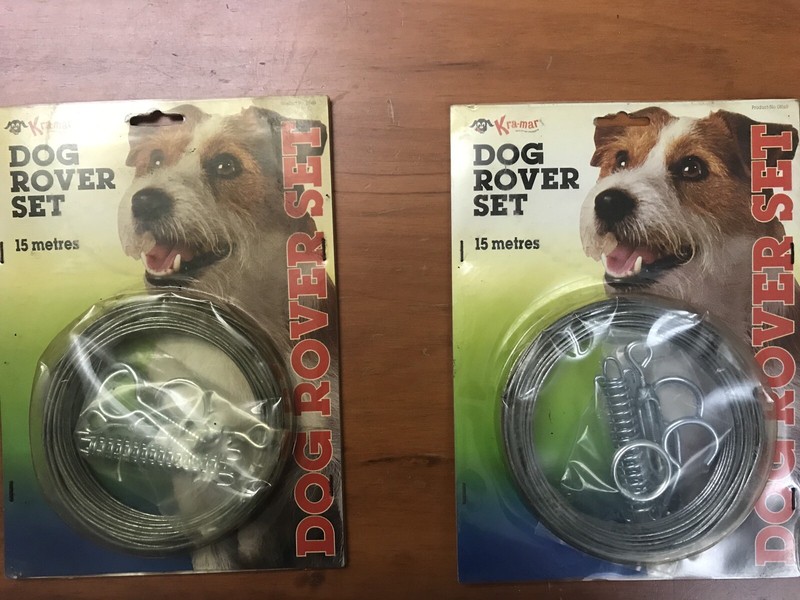 Kra-mar
DOG
ROVER
SET
15 metres
DOG ROVER SET
Kra-mar
DOG
ROVER
SET
15 metres
DOG ROVER SET